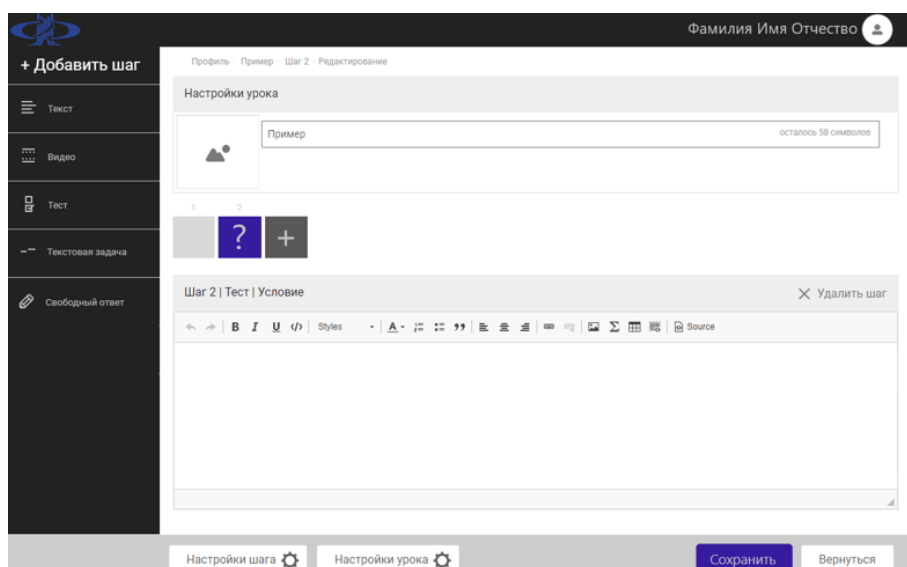 Фамилия Имя Отчество
+ Добавить шаг
Текст
Видео
Тест
Текстовая задача
Свободный ответ
Профиль · Пример · Шаг 2 · Редактирование
Настройки урока
Пример
осталось 58 символов
1 2
? +
Шаг 2 | Тест | Условие
Удалить шаг
B I U Styles A Σ Source
Настройки шага
Настройки урока
Сохранить
Вернуться